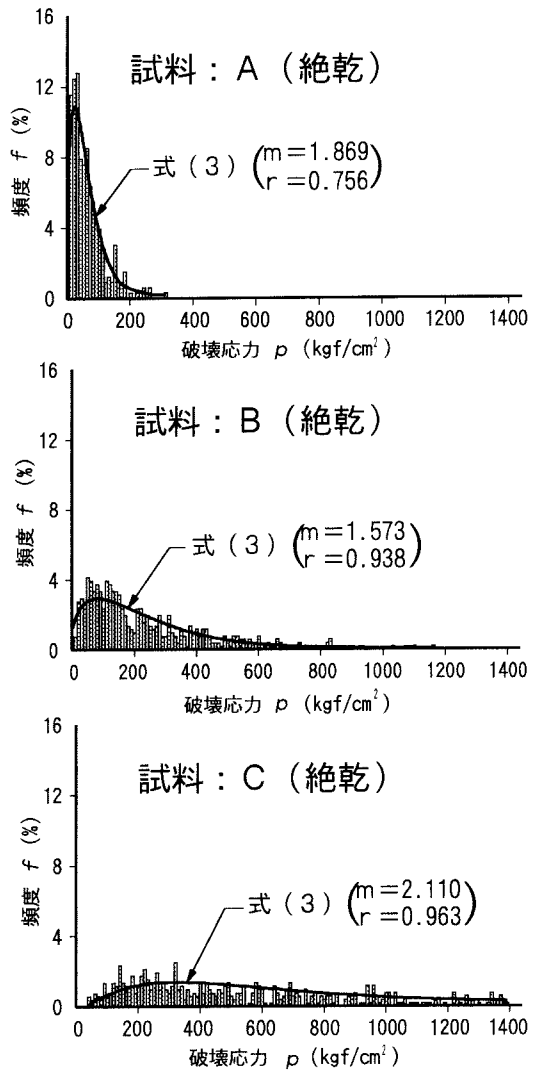 16
試料：A（絶乾）
12
式（3）（m＝1.869
r＝0.756）
8
4
0
頻度 f (%)
0 200 400 600 800 1000 1200 1400
破壊応力 p (kgf/cm²)
16
試料：B（絶乾）
12
式（3）（m＝1.573
r＝0.938）
8
4
0
頻度 f (%)
0 200 400 600 800 1000 1200 1400
破壊応力 p (kgf/cm²)
16
試料：C（絶乾）
12
式（3）（m＝2.110
r＝0.963）
8
4
0
頻度 f (%)
0 200 400 600 800 1000 1200 1400
破壊応力 p (kgf/cm²)